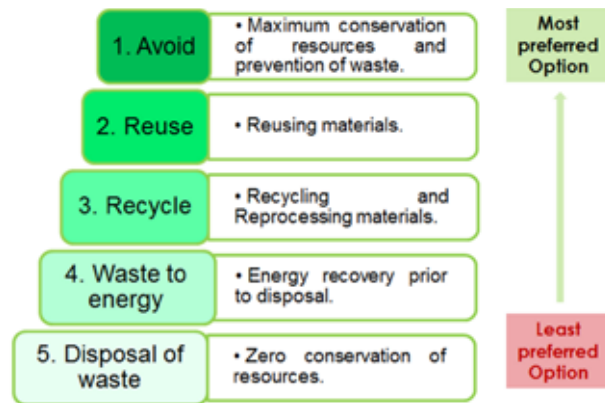 1. Avoid
• Maximum conservation
of resources and
prevention of waste.
Most
preferred
Option
2. Reuse
• Reusing materials.
3. Recycle
• Recycling and
Reprocessing materials.
4. Waste to
energy
• Energy recovery prior
to disposal.
5. Disposal of
waste
• Zero conservation of
resources.
Least
preferred
Option